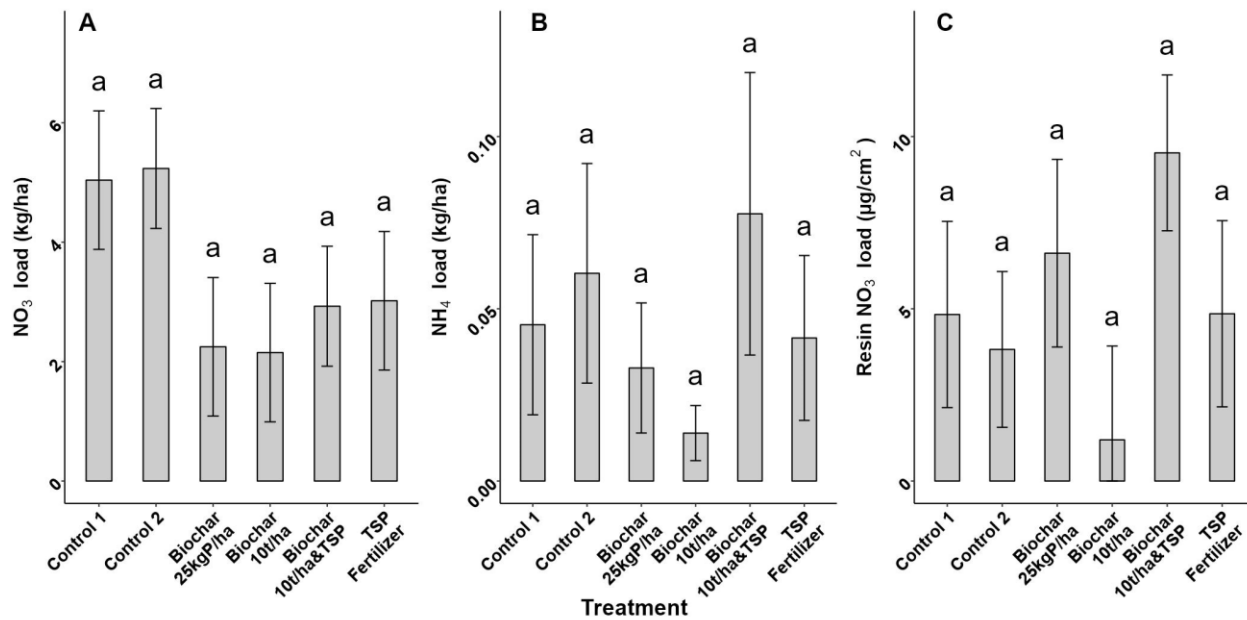 A
NO₃ load (kg/ha)
6
4
2
0
a
a
a
a
a
a
Control 1
Control 2
Biochar
25kgP/ha
Biochar
10t/ha
Biochar
10t/ha&TSP
TSP
Fertilizer
B
NH₄ load (kg/ha)
0.10
0.05
0.00
a
a
a
a
a
a
Control 1
Control 2
Biochar
25kgP/ha
Biochar
10t/ha
Biochar
10t/ha&TSP
TSP
Fertilizer
C
Resin NO₃ load (µg/cm²)
10
5
0
a
a
a
a
a
a
Control 1
Control 2
Biochar
25kgP/ha
Biochar
10t/ha
Biochar
10t/ha&TSP
TSP
Fertilizer
Treatment